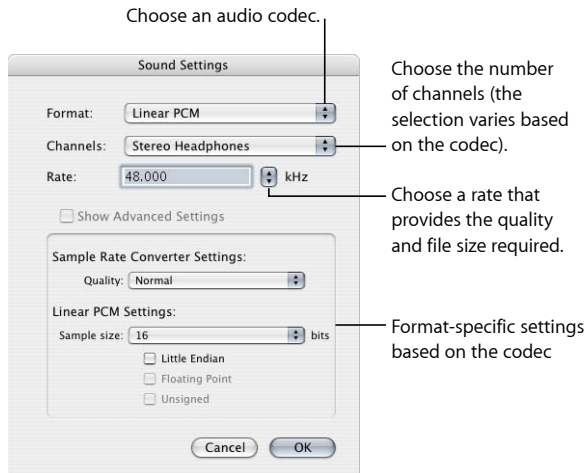 Choose an audio codec.
Sound Settings
Format: Linear PCM
Channels: Stereo Headphones
Rate: 48.000 kHz
Show Advanced Settings
Sample Rate Converter Settings:
Quality: Normal
Linear PCM Settings:
Sample size: 16 bits
Little Endian
Floating Point
Unsigned
Cancel OK
Choose the number
of channels (the
selection varies based
on the codec).
Choose a rate that
provides the quality
and file size required.
Format-specific settings
based on the codec